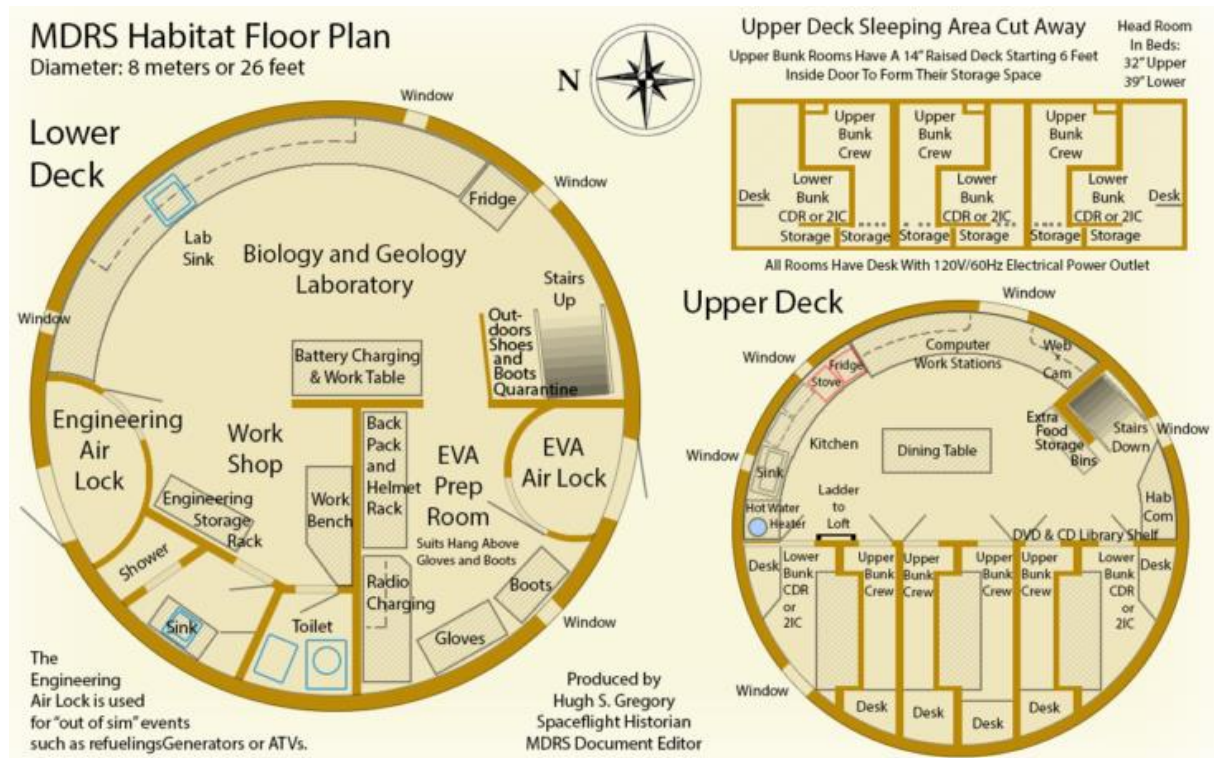 MDRS Habitat Floor Plan
Diameter: 8 meters or 26 feet
Lower
Deck
N
Window
Window
Window
Fridge
Lab
Sink
Biology and Geology
Laboratory
Stairs
Up
Out-
doors
Shoes
and
Boots
Quarantine
Battery Charging
& Work Table
Engineering
Air
Lock
Work
Shop
Back
Pack
and
Helmet
Rack
EVA
Prep
Room
EVA
Air Lock
Engineering
Storage
Rack
Work
Bench
Suits Hang Above
Gloves and Boots
Shower
Sink
Toilet
Radio
Charging
Boots
Gloves
Window
The
Engineering
Air Lock is used
for "out of sim" events
such as refuelingsGenerators or ATVs.
Produced by
Hugh S. Gregory
Spaceflight Historian
MDRS Document Editor
Upper Deck Sleeping Area Cut Away
Upper Bunk Rooms Have A 14" Raised Deck Starting 6 Feet
Inside Door To Form Their Storage Space
Head Room
In Beds:
32" Upper
39" Lower
Upper
Bunk
Crew
Upper
Bunk
Crew
Upper
Bunk
Crew
Desk
Lower
Bunk
CDR or 2IC
Lower
Bunk
CDR or 2IC
Lower
Bunk
CDR or 2IC
Desk
Storage
Storage
Storage
Storage
Storage
Storage
All Rooms Have Desk With 120V/60Hz Electrical Power Outlet
Upper Deck
Window
Window
Window
Window
Window
Computer
Work Stations
Web
Cam
Fridge
Stove
Kitchen
Dining Table
Extra
Food
Storage
Bins
Stairs
Down
Sink
Hot Water
Heater
Ladder
to
Loft
Hab
Com
DVD & CD Library Shelf
Desk
Lower
Bunk
CDR
or
2IC
Upper
Bunk
Crew
Upper
Bunk
Crew
Upper
Bunk
Crew
Upper
Bunk
Crew
Lower
Bunk
CDR
or
2IC
Desk
Desk
Desk
Desk
Desk